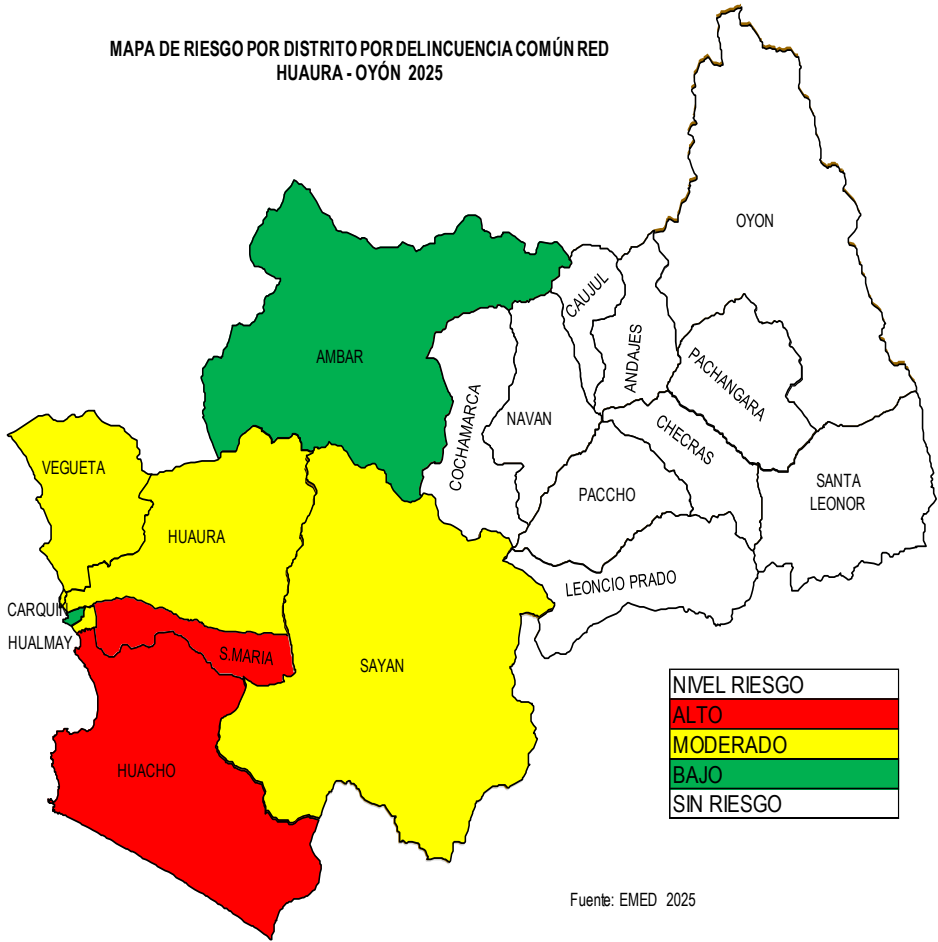 MAPA DE RIESGO POR DISTRITO POR DELINCUENCIA COMÚN RED
HUAURA - OYÓN 2025
OYON
CAUJUL
AMBAR
ANDAJES
PACHANGARA
COCHAMARCA
NAVAN
CHECRAS
VEGUETA
SANTA
LEONOR
PACCHO
HUAURA
LEONCIO PRADO
CARQUIN
HUALMAY
S.MARIA
SAYAN
HUACHO
NIVEL RIESGO
ALTO
MODERADO
BAJO
SIN RIESGO
Fuente: EMED 2025